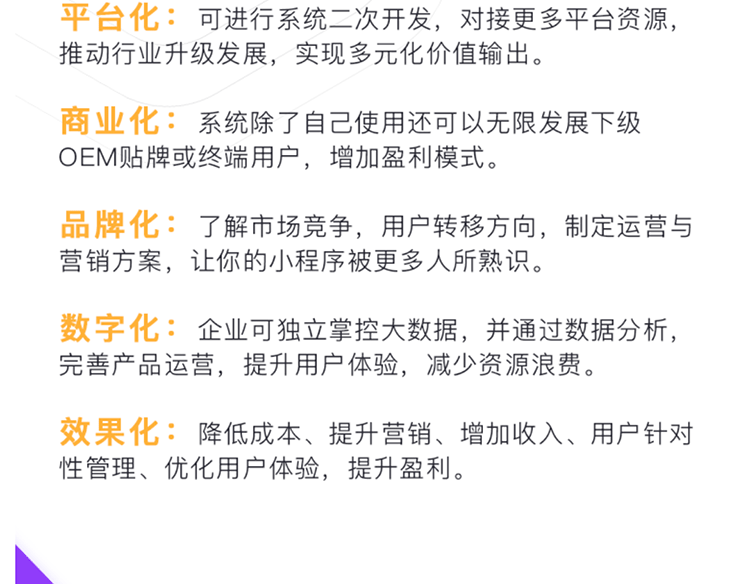 平台化：可进行系统二次开发，对接更多平台资源，
推动行业升级发展，实现多元化价值输出。
商业化：系统除了自己使用还可以无限发展下级
OEM贴牌或终端用户，增加盈利模式。
品牌化：了解市场竞争，用户转移方向，制定运营与
营销方案，让你的小程序被更多人所熟识。
数字化：企业可独立掌控大数据，并通过数据分析，
完善产品运营，提升用户体验，减少资源浪费。
效果化：降低成本、提升营销、增加收入、用户针对
性管理、优化用户体验，提升盈利。